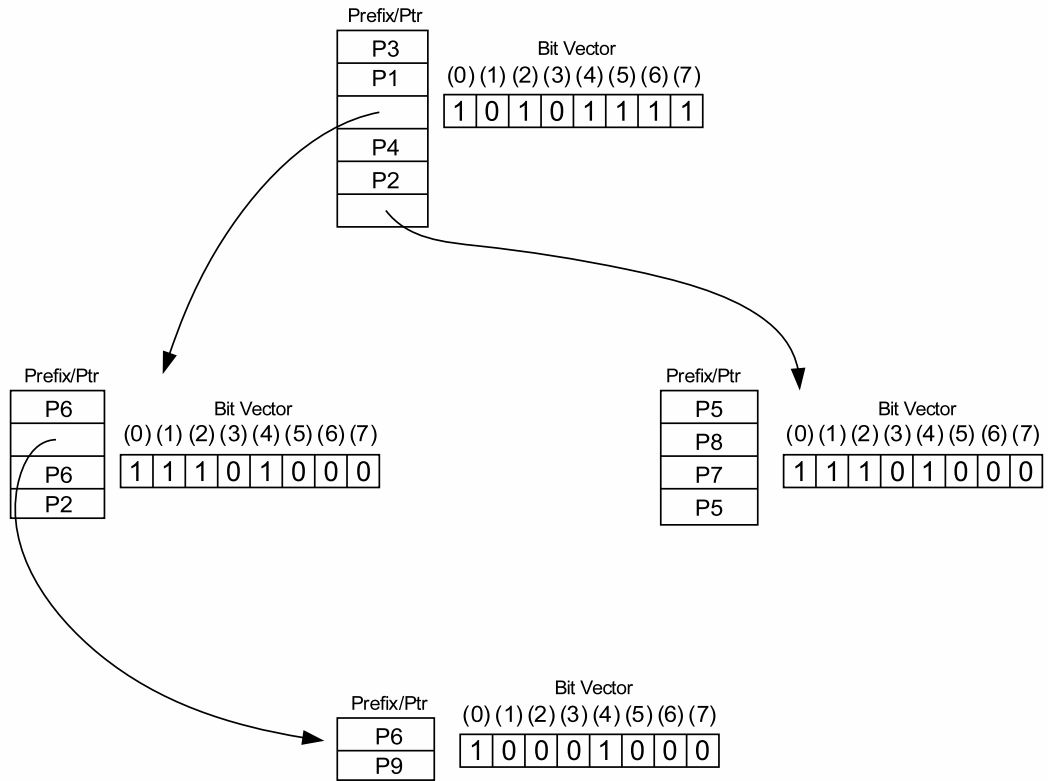 Prefix/Ptr
P3
P1
P4
P2
Bit Vector
(0) (1) (2) (3) (4) (5) (6) (7)
1 0 1 0 1 1 1 1
Prefix/Ptr
P6
P6
P2
Bit Vector
(0) (1) (2) (3) (4) (5) (6) (7)
1 1 1 0 1 0 0 0
Prefix/Ptr
P5
P8
P7
P5
Bit Vector
(0) (1) (2) (3) (4) (5) (6) (7)
1 1 1 0 1 0 0 0
Prefix/Ptr
P6
P9
Bit Vector
(0) (1) (2) (3) (4) (5) (6) (7)
1 0 0 0 1 0 0 0